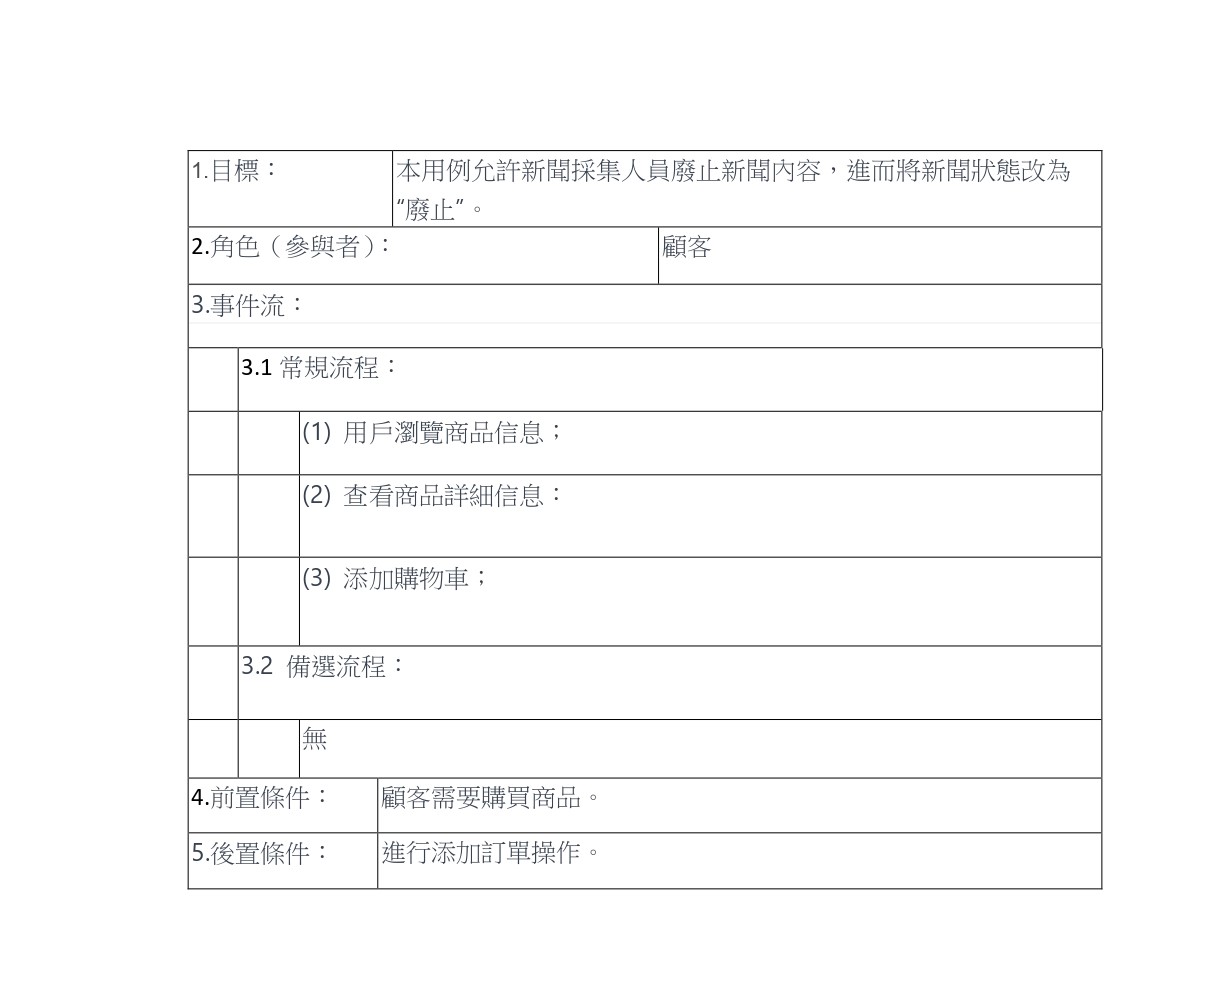 1.目標：
本用例允許新聞採集人員廢止新聞內容，進而將新聞狀態改為
“廢止”。
2.角色（參與者）：
顧客
3.事件流：
3.1 常規流程：
(1) 用戶瀏覽商品信息；
(2) 查看商品詳細信息：
(3) 添加購物車；
3.2 備選流程：
無
4.前置條件：
顧客需要購買商品。
5.後置條件：
進行添加訂單操作。